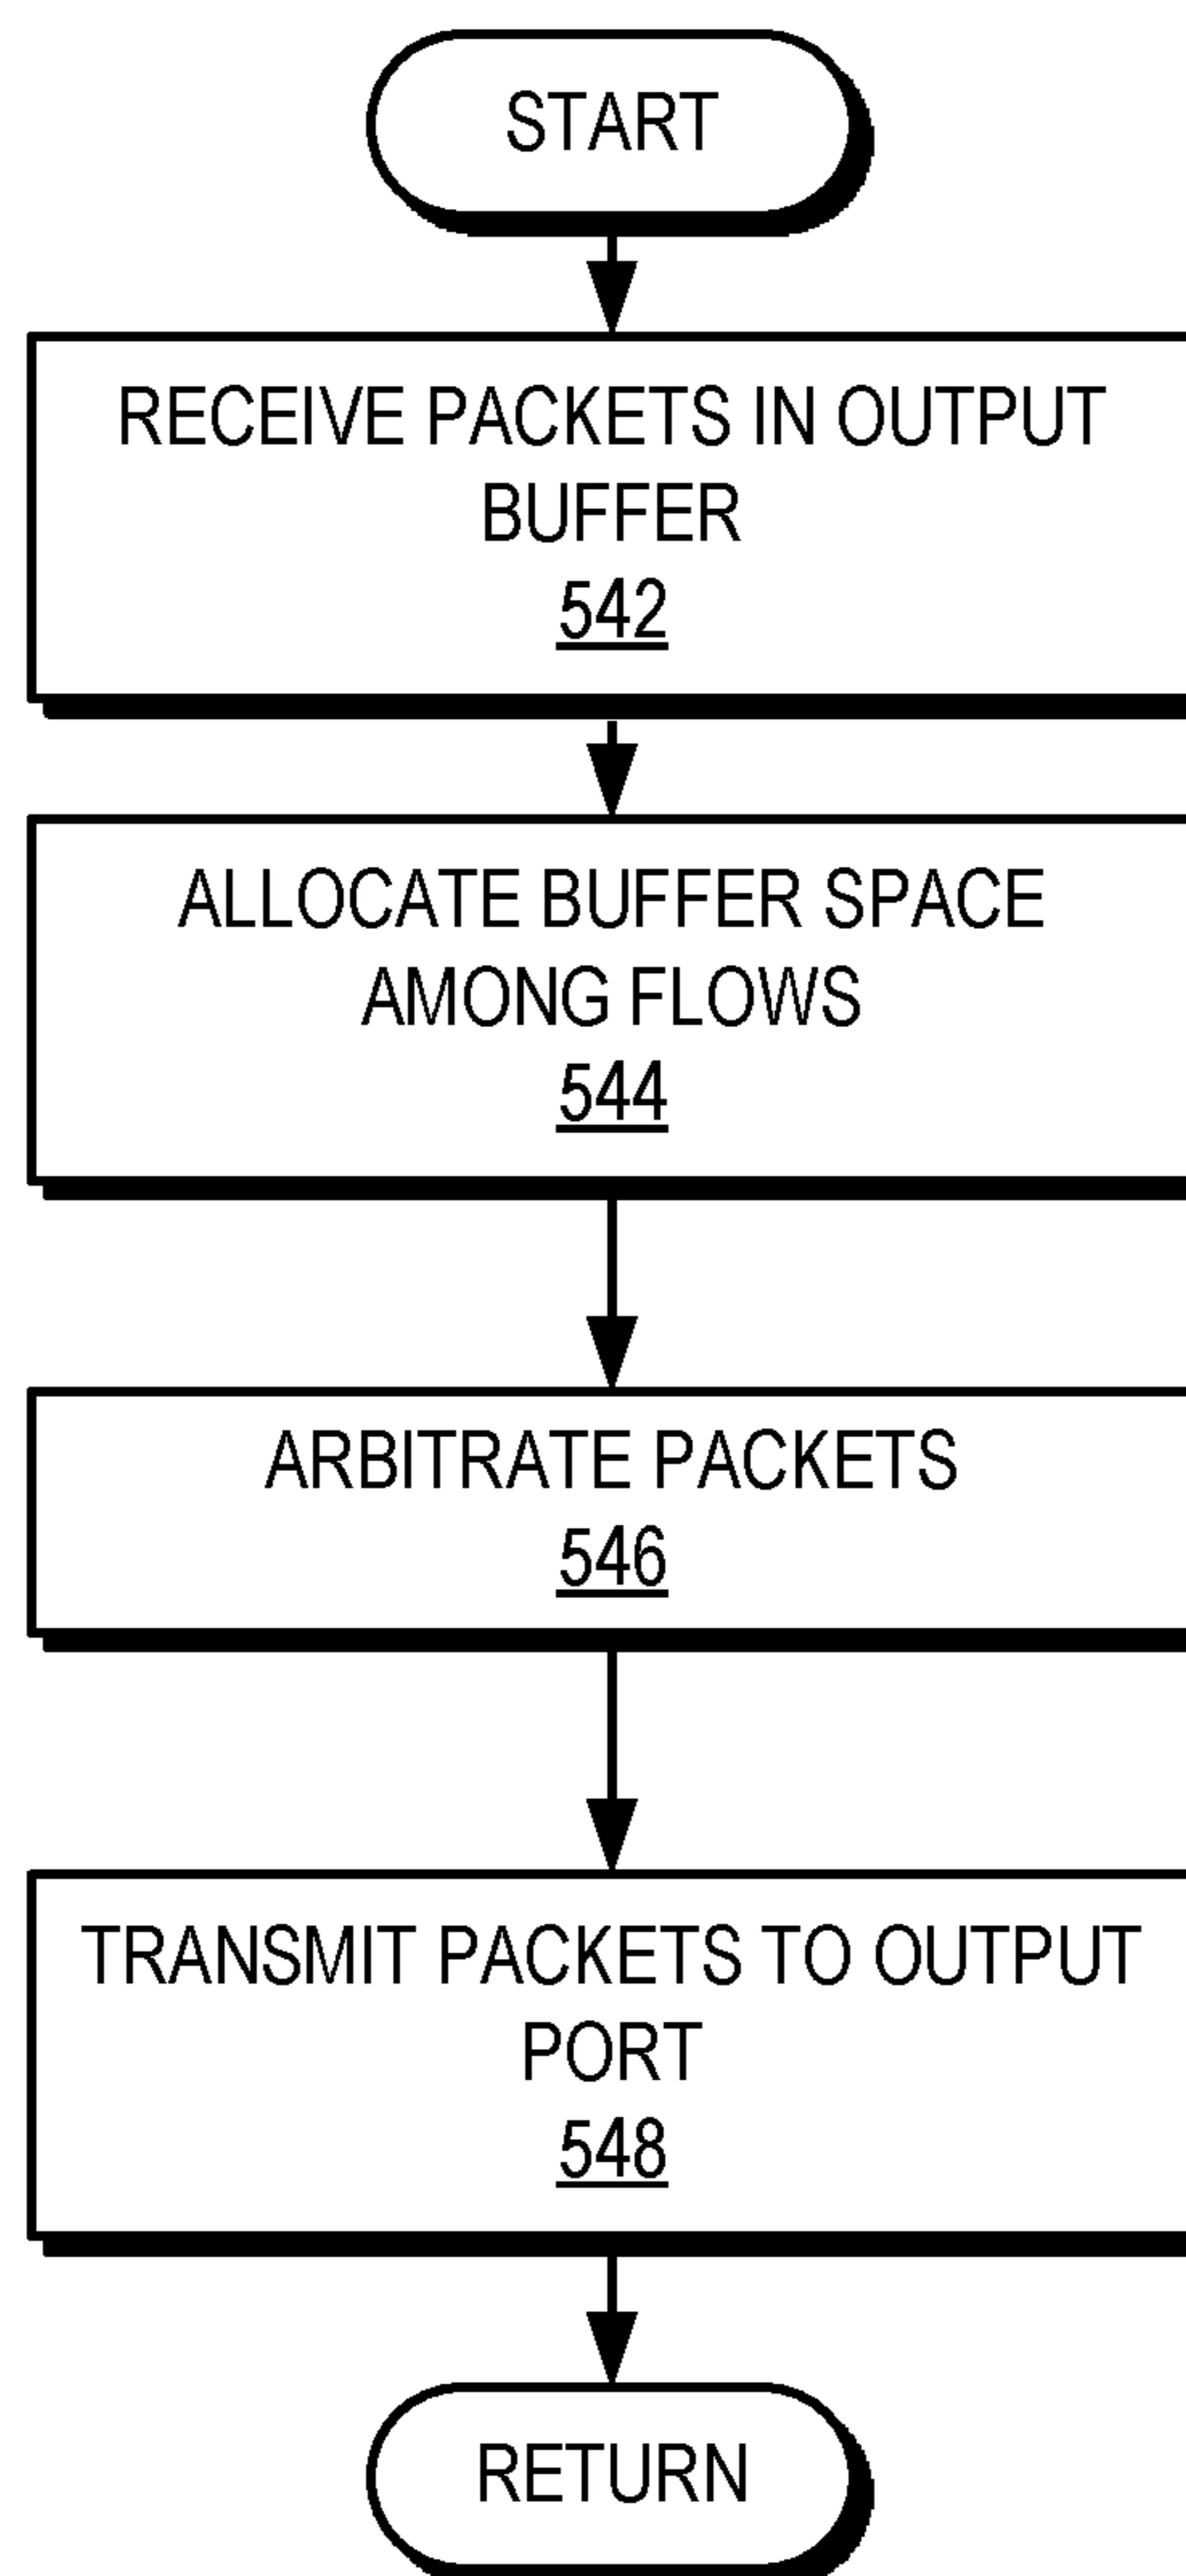 START
RECEIVE PACKETS IN OUTPUT
BUFFER
542
ALLOCATE BUFFER SPACE
AMONG FLOWS
544
ARBITRATE PACKETS
546
TRANSMIT PACKETS TO OUTPUT
PORT
548
RETURN